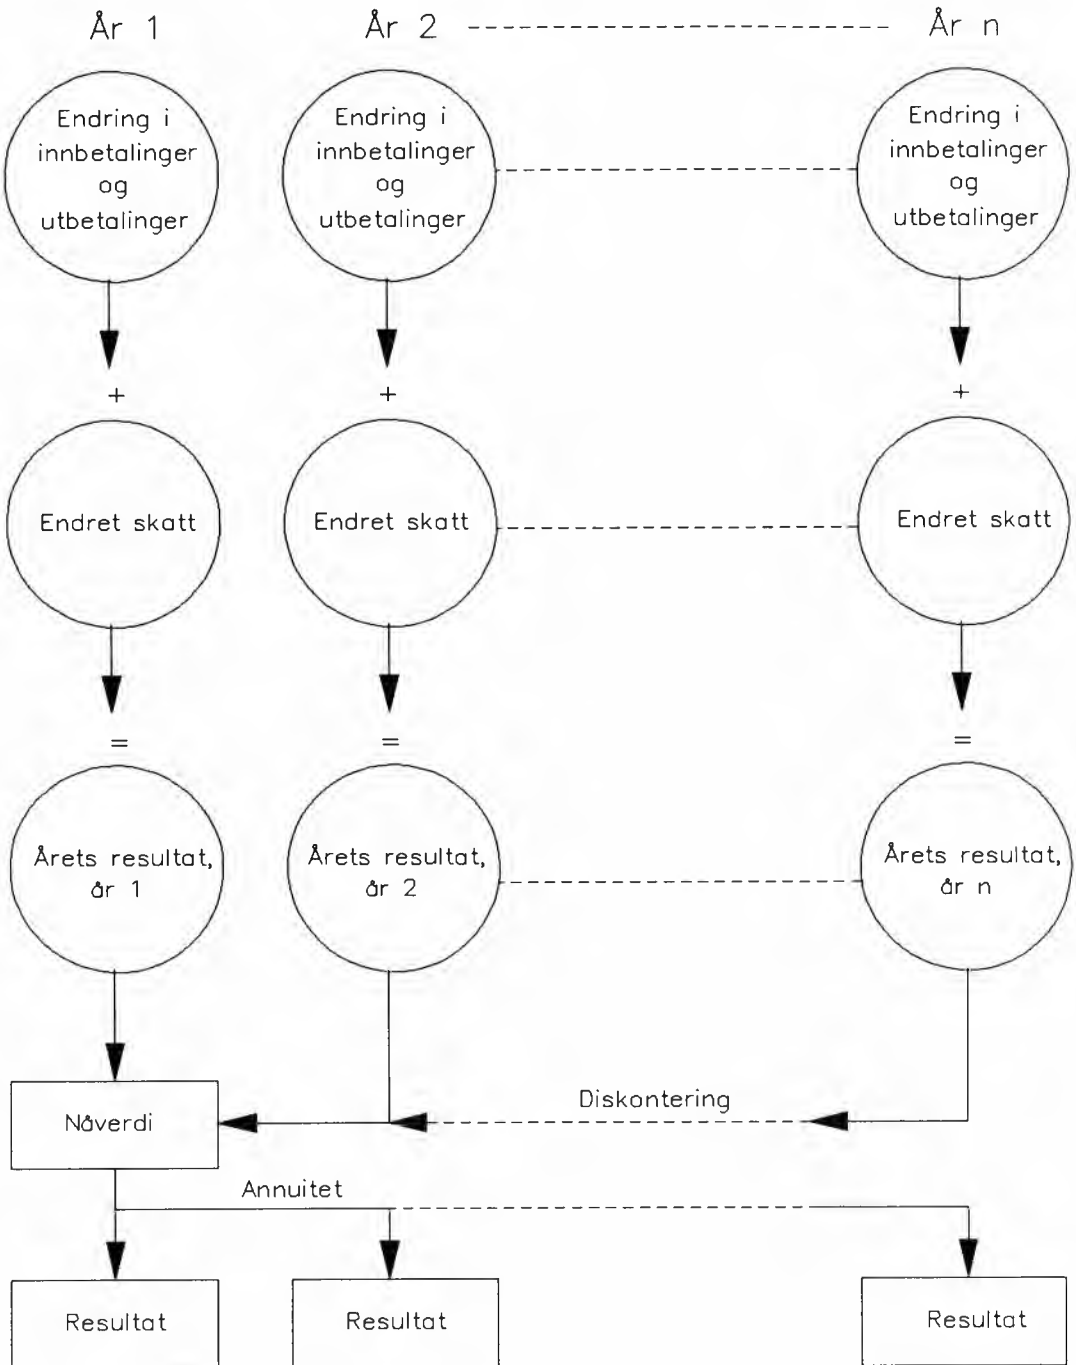 År 1
År 2
År n
Endring i
innbetalinger
og
utbetalinger
Endring i
innbetalinger
og
utbetalinger
Endring i
innbetalinger
og
utbetalinger
+
+
+
Endret skatt
Endret skatt
Endret skatt
=
=
=
Årets resultat,
år 1
Årets resultat,
år 2
Årets resultat,
år n
Nåverdi
Diskontering
Annuitet
Resultat
Resultat
Resultat